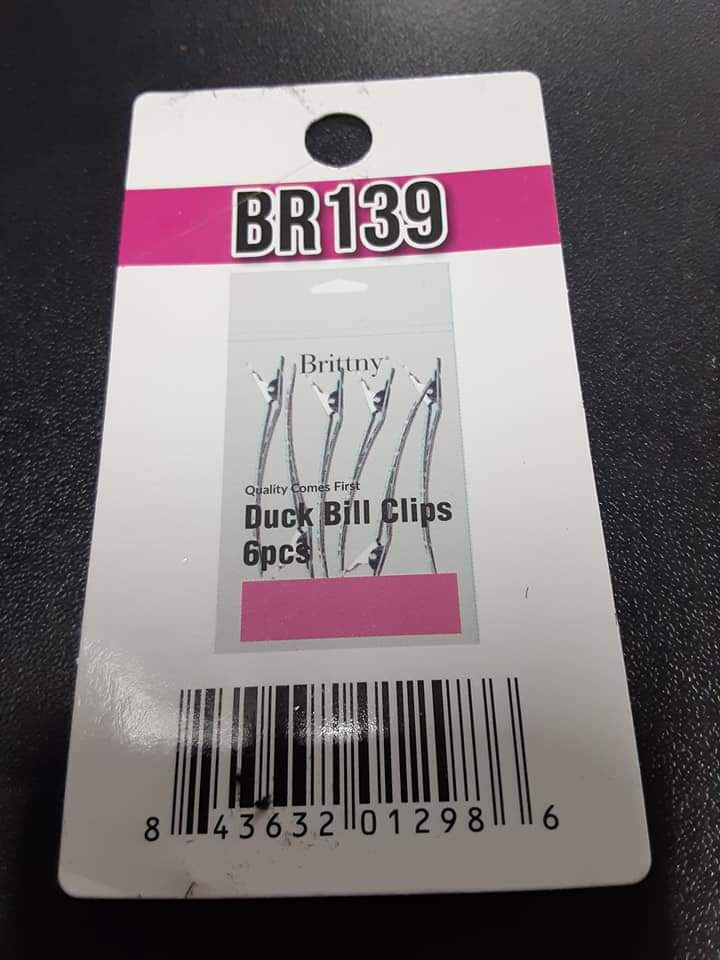 BR139
Brittny®
Quality Comes First
Duck Bill Clips
6pcs
8 43632 01298 6